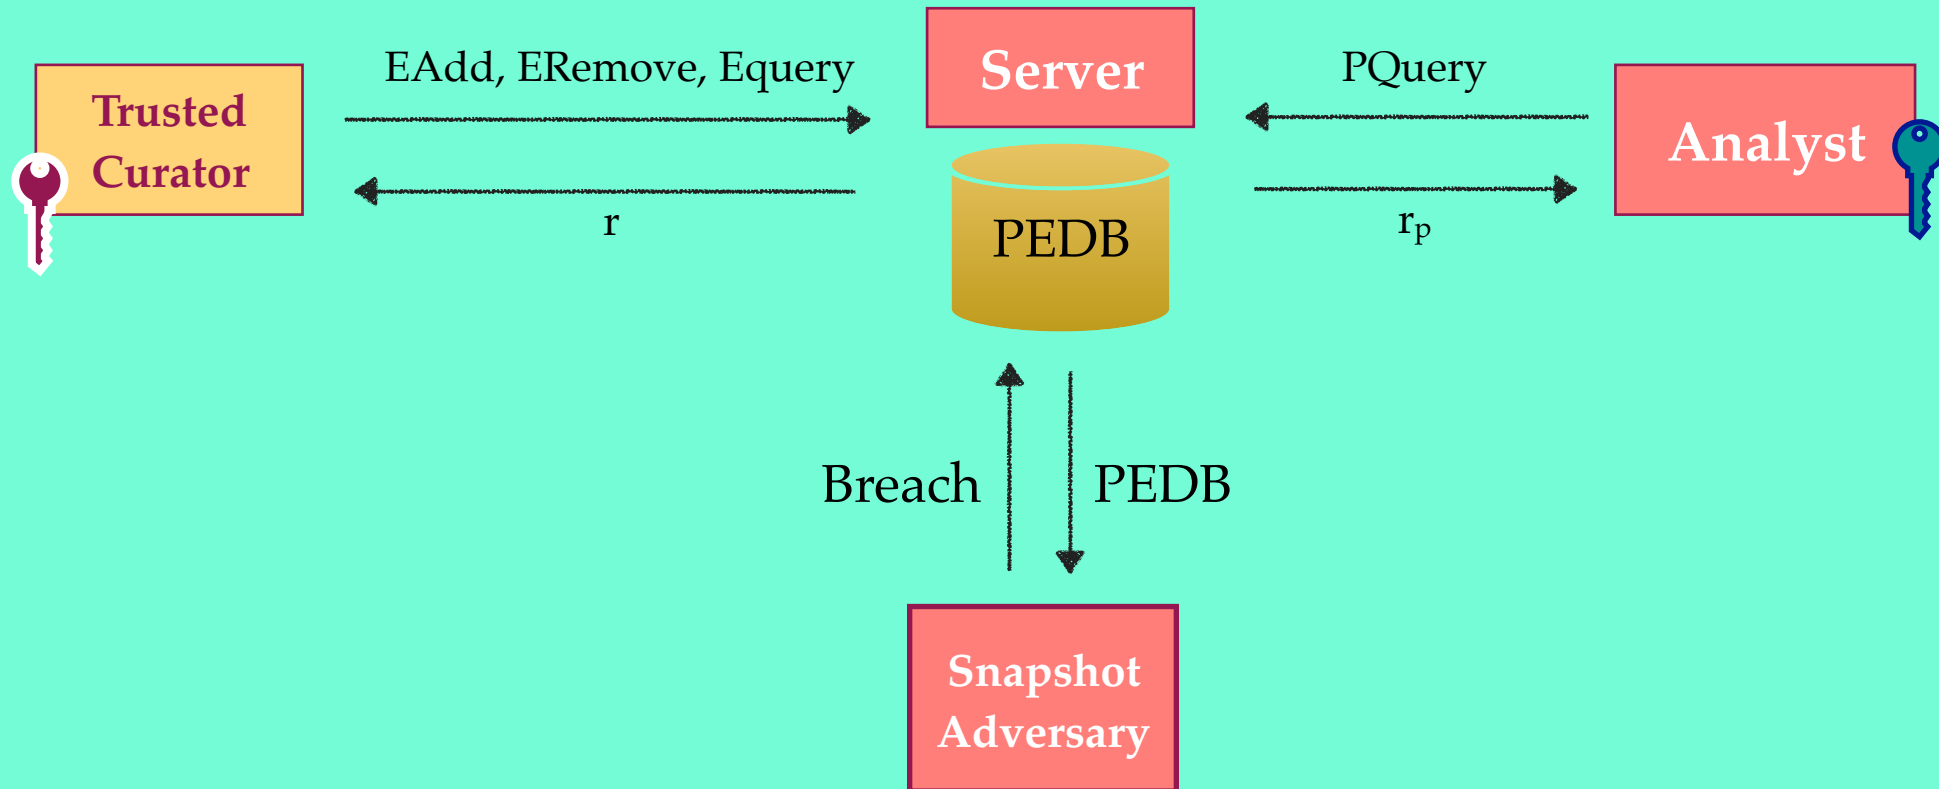 Server
EAdd, ERemove, Equery
PQuery
Trusted
Curator
Analyst
r
PEDB
rₚ
Breach
PEDB
Snapshot
Adversary